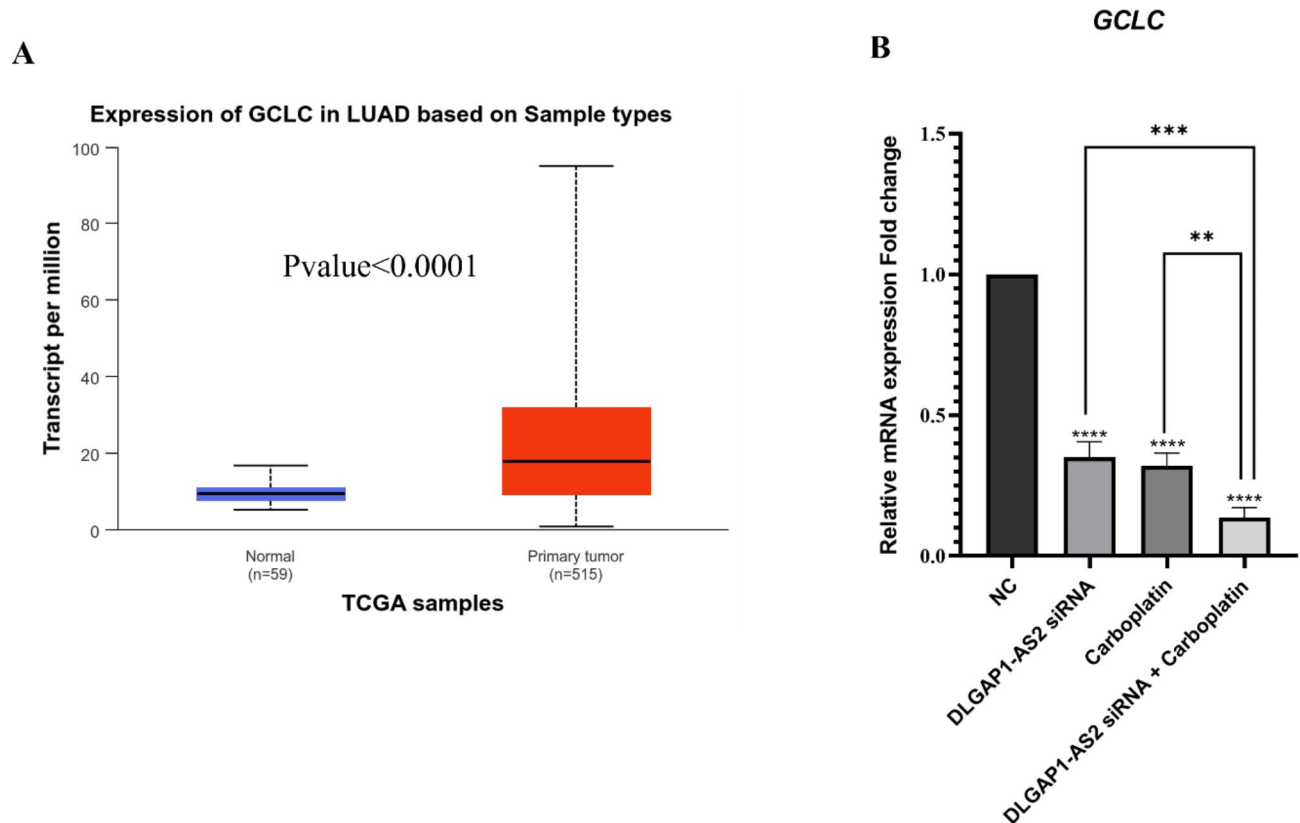 A
Expression of GCLC in LUAD based on Sample types
Transcript per million
100
80
60
40
20
0
Pvalue<0.0001
Normal
(n=59)
Primary tumor
(n=515)
TCGA samples
B
GCLC
Relative mRNA expression Fold change
1.5
1.0
0.5
0.0
***
**
****
****
****
NC
DLGAP1-AS2 siRNA
Carboplatin
DLGAP1-AS2 siRNA + Carboplatin